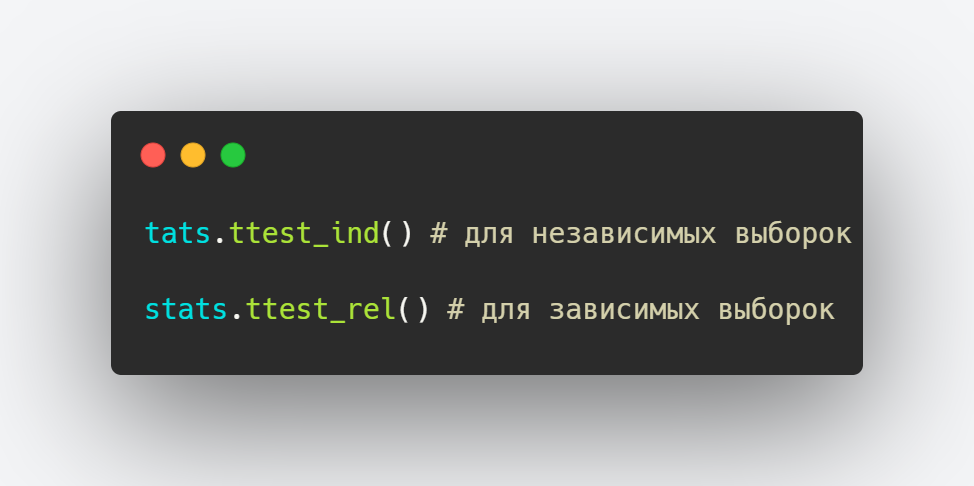 tats.ttest_ind() # для независимых выборок
stats.ttest_rel() # для зависимых выборок